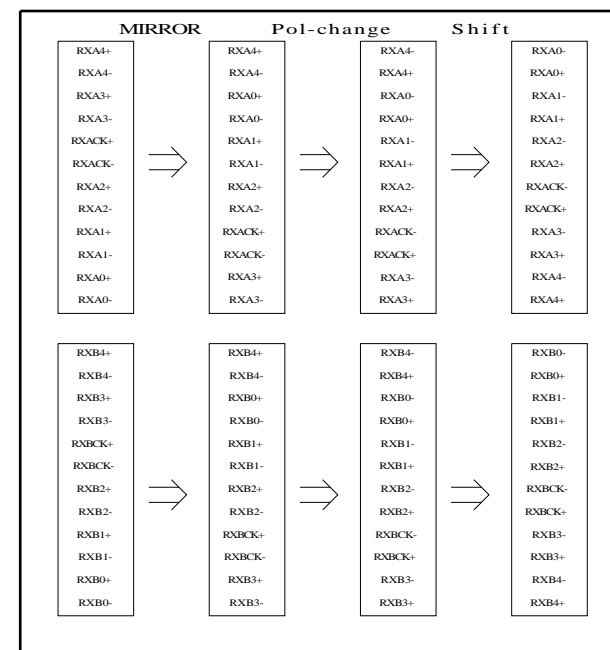 MIRROR Pol-change Shift
RXA4+ RXA4+ RXA4- RXA0-
RXA4- RXA4- RXA4+ RXA0+
RXA3+ RXA0+ RXA0- RXA1-
RXA3- RXA0- RXA0+ RXA1+
RXACK+ RXA1+ RXA1- RXA2-
RXACK- RXA1- RXA1+ RXA2+
RXA2+ RXA2+ RXA2- RXACK-
RXA2- RXA2- RXA2+ RXACK+
RXA1+ RXACK+ RXACK- RXA3-
RXA1- RXACK- RXACK+ RXA3+
RXA0+ RXA3+ RXA3- RXA4-
RXA0- RXA3- RXA3+ RXA4+
RXB4+ RXB4+ RXB4- RXB0-
RXB4- RXB4- RXB4+ RXB0+
RXB3+ RXB0+ RXB0- RXB1-
RXB3- RXB0- RXB0+ RXB1+
RXBCK+ RXB1+ RXB1- RXB2-
RXBCK- RXB1- RXB1+ RXB2+
RXB2+ RXB2+ RXB2- RXBCK-
RXB2- RXB2- RXB2+ RXBCK+
RXB1+ RXBCK+ RXBCK- RXB3-
RXB1- RXBCK- RXBCK+ RXB3+
RXB0+ RXB3+ RXB3- RXB4-
RXB0- RXB3- RXB3+ RXB4+